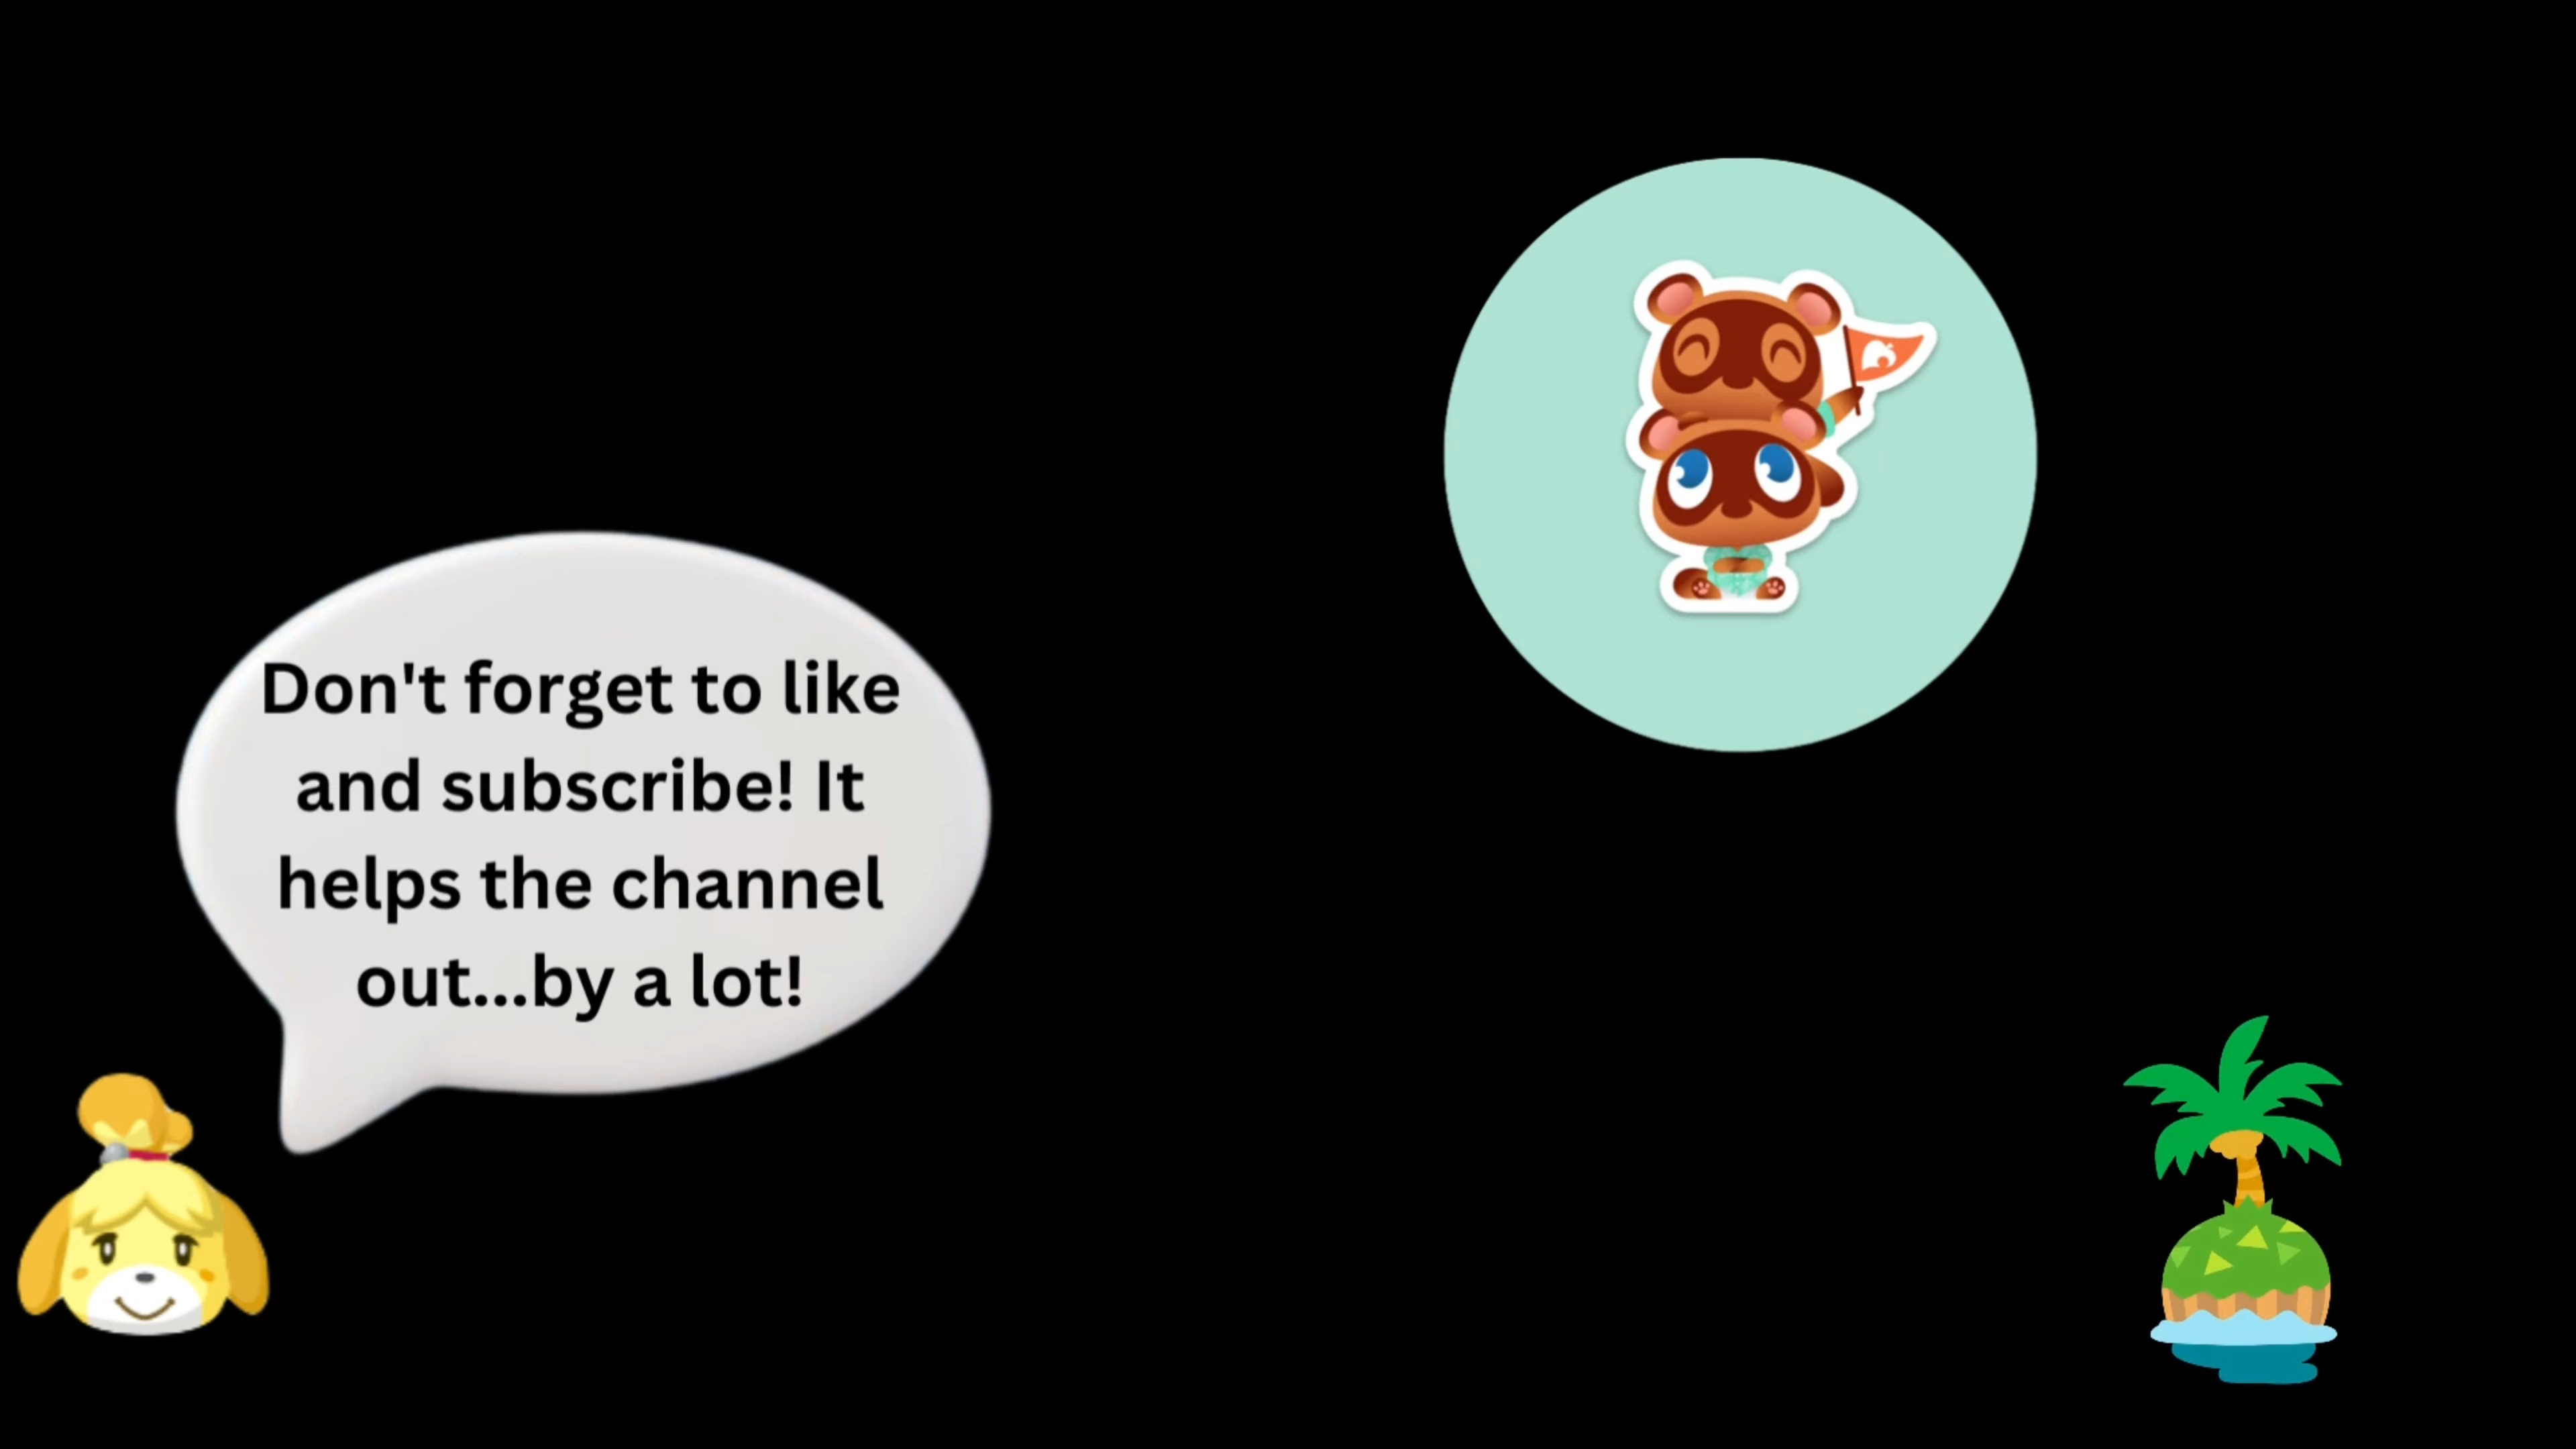 Don't forget to like
and subscribe! It
helps the channel
out...by a lot!